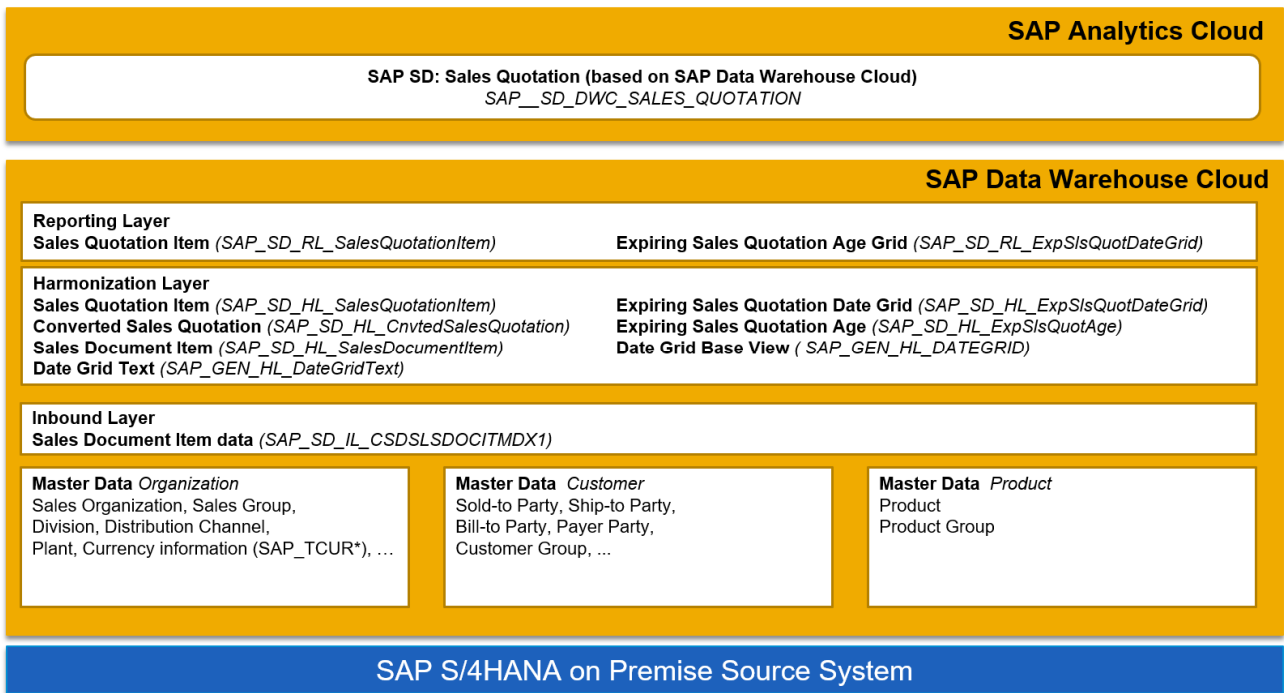 SAP Analytics Cloud
SAP SD: Sales Quotation (based on SAP Data Warehouse Cloud)
SAP__SD_DWC_SALES_QUOTATION
SAP Data Warehouse Cloud
Reporting Layer
Sales Quotation Item (SAP_SD_RL_SalesQuotationItem)
Expiring Sales Quotation Age Grid (SAP_SD_RL_ExpSlsQuotDateGrid)
Harmonization Layer
Sales Quotation Item (SAP_SD_HL_SalesQuotationItem)
Converted Sales Quotation (SAP_SD_HL_CnvtedSalesQuotation)
Sales Document Item (SAP_SD_HL_SalesDocumentItem)
Date Grid Text (SAP_GEN_HL_DateGridText)
Expiring Sales Quotation Date Grid (SAP_SD_HL_ExpSlsQuotDateGrid)
Expiring Sales Quotation Age (SAP_SD_HL_ExpSlsQuotAge)
Date Grid Base View ( SAP_GEN_HL_DATEGRID)
Inbound Layer
Sales Document Item data (SAP_SD_IL_CSDSLSDOCITMDX1)
Master Data Organization
Sales Organization, Sales Group,
Division, Distribution Channel,
Plant, Currency information (SAP_TCUR*), …
Master Data Customer
Sold-to Party, Ship-to Party,
Bill-to Party, Payer Party,
Customer Group, ...
Master Data Product
Product
Product Group
SAP S/4HANA on Premise Source System